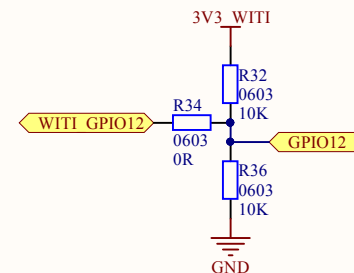 3V3_WITI
R32
0603
10K
R34
WITI_GPIO12
0603
0R
GPIO12
R36
0603
10K
GND